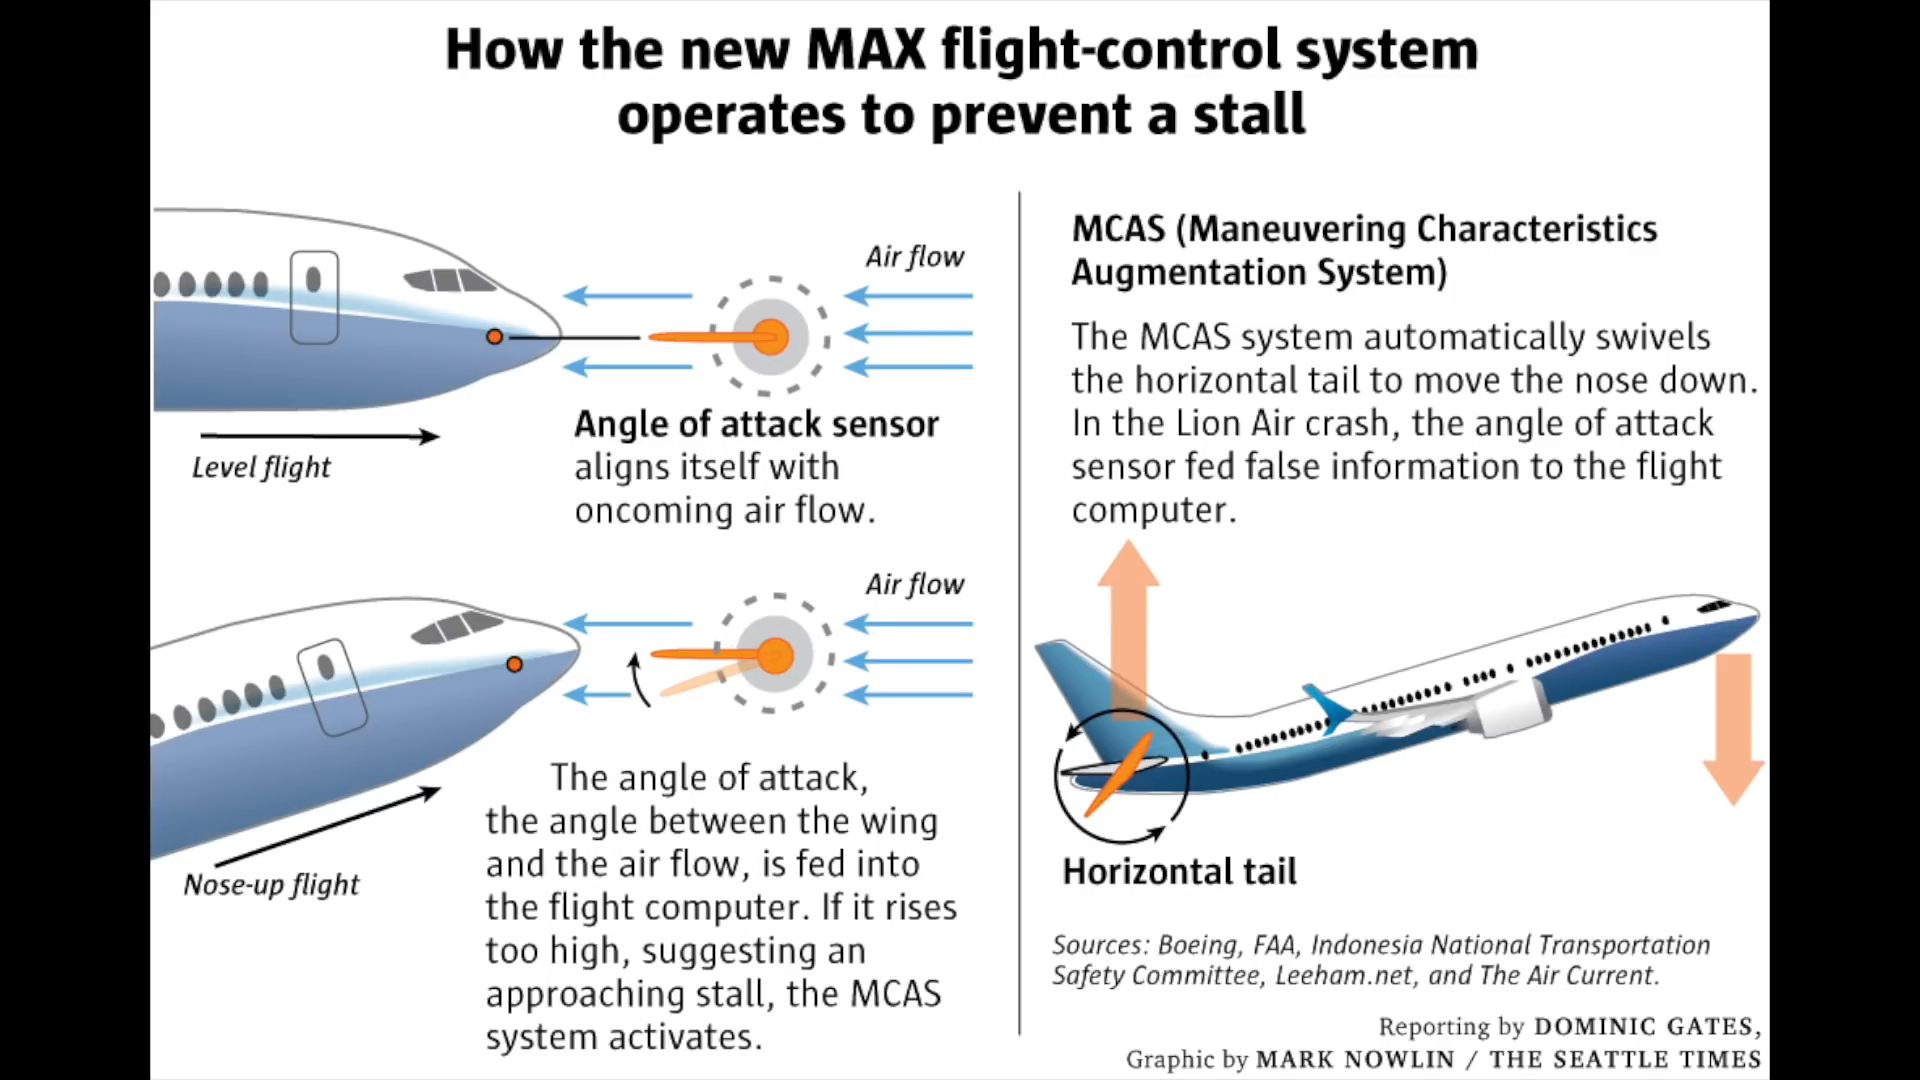 How the new MAX flight-control system
operates to prevent a stall
Air flow
Level flight
Angle of attack sensor
aligns itself with
oncoming air flow.
Air flow
Nose-up flight
The angle of attack,
the angle between the wing
and the air flow, is fed into
the flight computer. If it rises
too high, suggesting an
approaching stall, the MCAS
system activates.
MCAS (Maneuvering Characteristics
Augmentation System)
The MCAS system automatically swivels
the horizontal tail to move the nose down.
In the Lion Air crash, the angle of attack
sensor fed false information to the flight
computer.
Horizontal tail
Sources: Boeing, FAA, Indonesia National Transportation
Safety Committee, Leeham.net, and The Air Current.
Reporting by DOMINIC GATES,
Graphic by MARK NOWLIN / THE SEATTLE TIMES